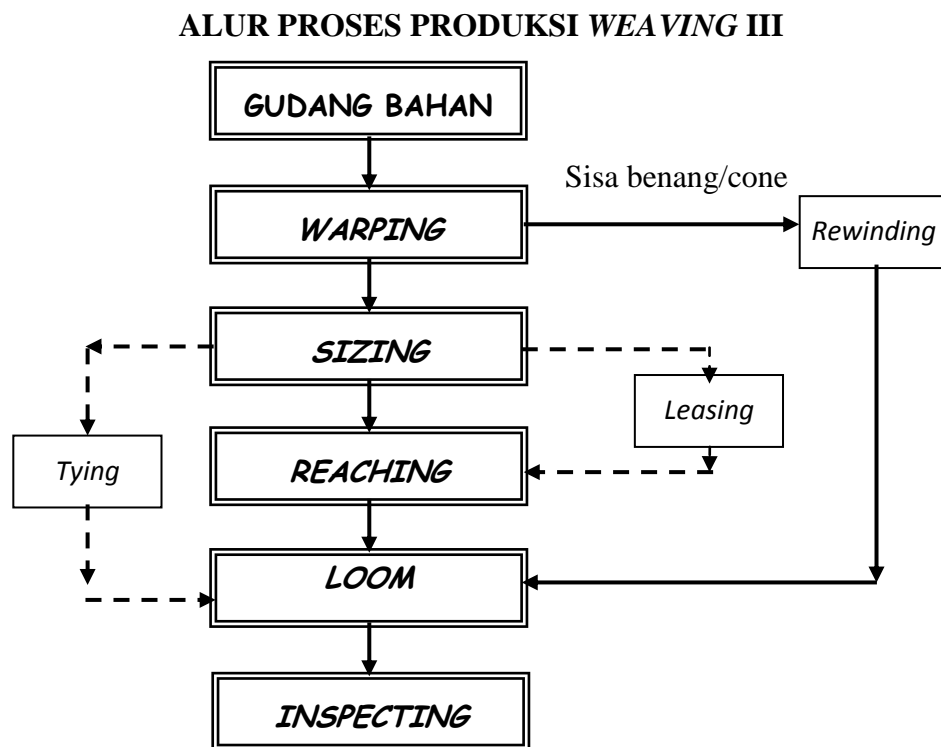 ALUR PROSES PRODUKSI WEAVING III
GUDANG BAHAN
Sisa benang/cone
WARPING
Rewinding
SIZING
Leasing
Tying
REACHING
LOOM
INSPECTING